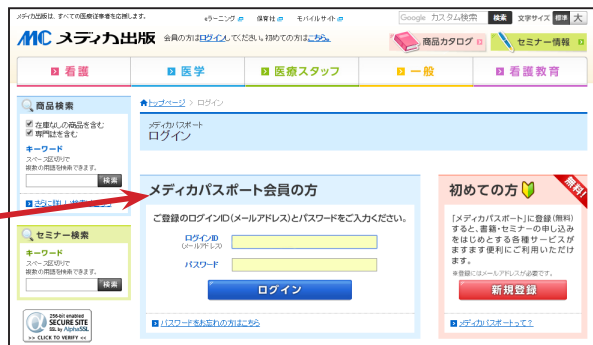 メディカ出版は、すべての医療従事者を応援します。
eラーニング
保育社
モバイルサイト
Google カスタム検索
検索
文字サイズ 標準 大
MC メディカ出版
会員の方はログインしてください。初めての方はこちら。
商品カタログ
セミナー情報
看護
医学
医療スタッフ
一般
看護教育
商品検索
在庫なしの商品を含む
専門誌を含む
キーワード
スペース区切りで
複数の用語を検索できます。
検索
さらに詳しい検索はこちら
セミナー検索
キーワード
スペース区切りで
複数の用語を検索できます。
検索
256-bit enabled
SECURE SITE
SSL by AlphaSSL
>> CLICK TO VERIFY <<
トップページ > ログイン
メディカパスポート
ログイン
メディカパスポート会員の方
ご登録のログインID(メールアドレス)とパスワードをご入力ください。
ログインID
(メールアドレス)
パスワード
ログイン
パスワードをお忘れの方はこちら
初めての方
無料!
「メディカパスポート」に登録(無料)
すると、書籍・セミナーの申し込み
をはじめとする各種サービスが
ますます便利にご利用いただけ
ます。
※登録にはメールアドレスが必要です。
新規登録
メディカパスポートって?